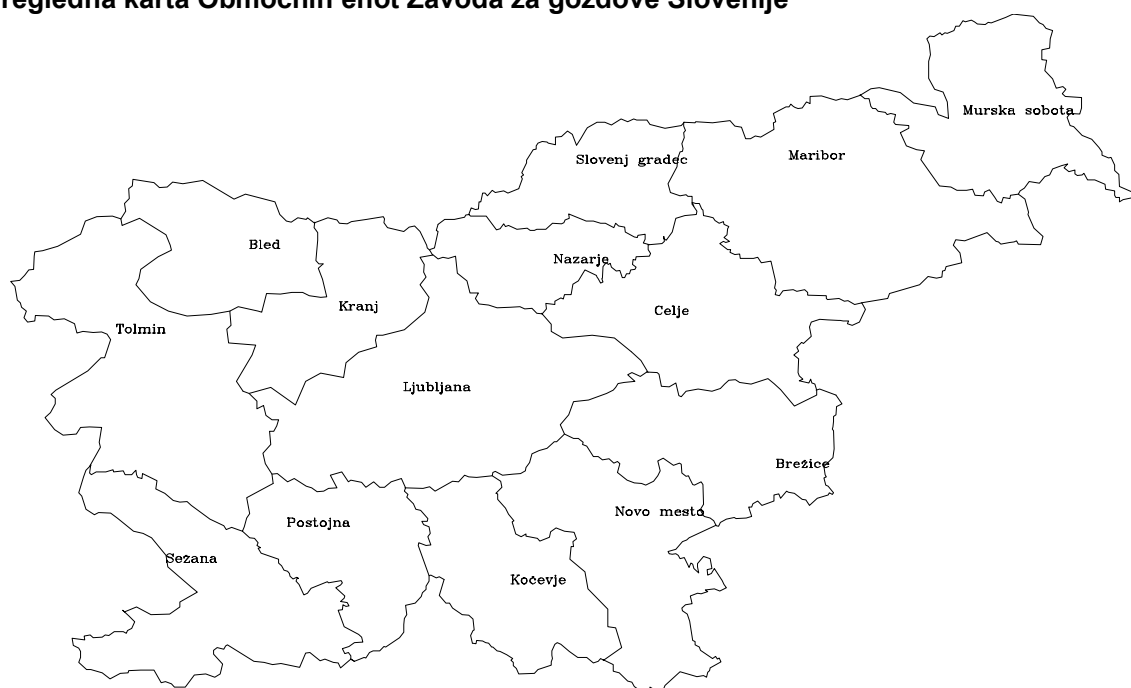 regledna karta Območnih enot Zavoda za gozdove Slovenije
Murska sobota
Slovenj gradec
Maribor
Bled
Nazarje
Kranj
Celje
Tolmin
Ljubljana
Brežice
Novo mesto
Postojna
Sežana
Kočevje